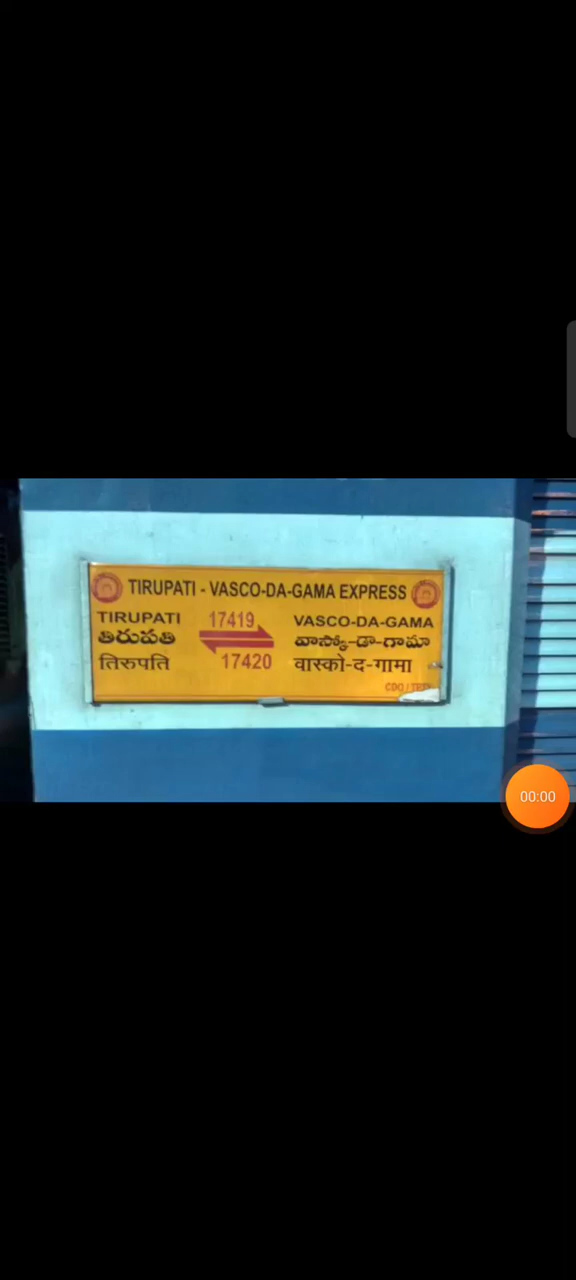 TIRUPATI - VASCO-DA-GAMA EXPRESS
TIRUPATI 17419 VASCO-DA-GAMA
తిరుపతి వాస్కో-డా-గామా
तिरुपति 17420 वास्को-द-गामा
00:00